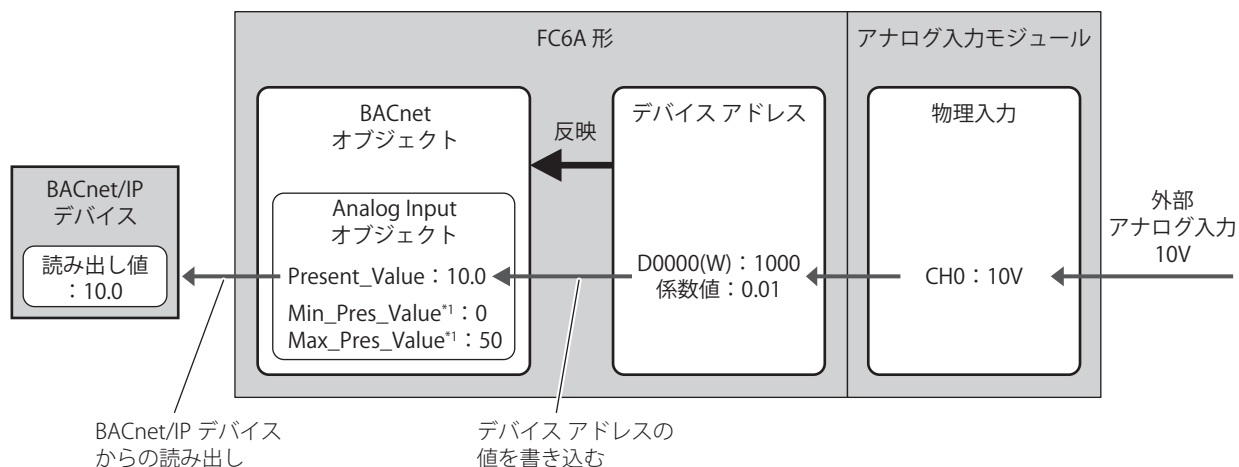 FC6A 形
アナログ入力モジュール
BACnet
オブジェクト
反映
デバイス アドレス
物理入力
BACnet/IP
デバイス
読み出し値
：10.0
Analog Input
オブジェクト
Present_Value：10.0
Min_Pres_Value*1：0
Max_Pres_Value*1：50
D0000(W)：1000
係数値：0.01
CH0：10V
外部
アナログ入力
10V
BACnet/IP デバイス
からの読み出し
デバイス アドレスの
値を書き込む